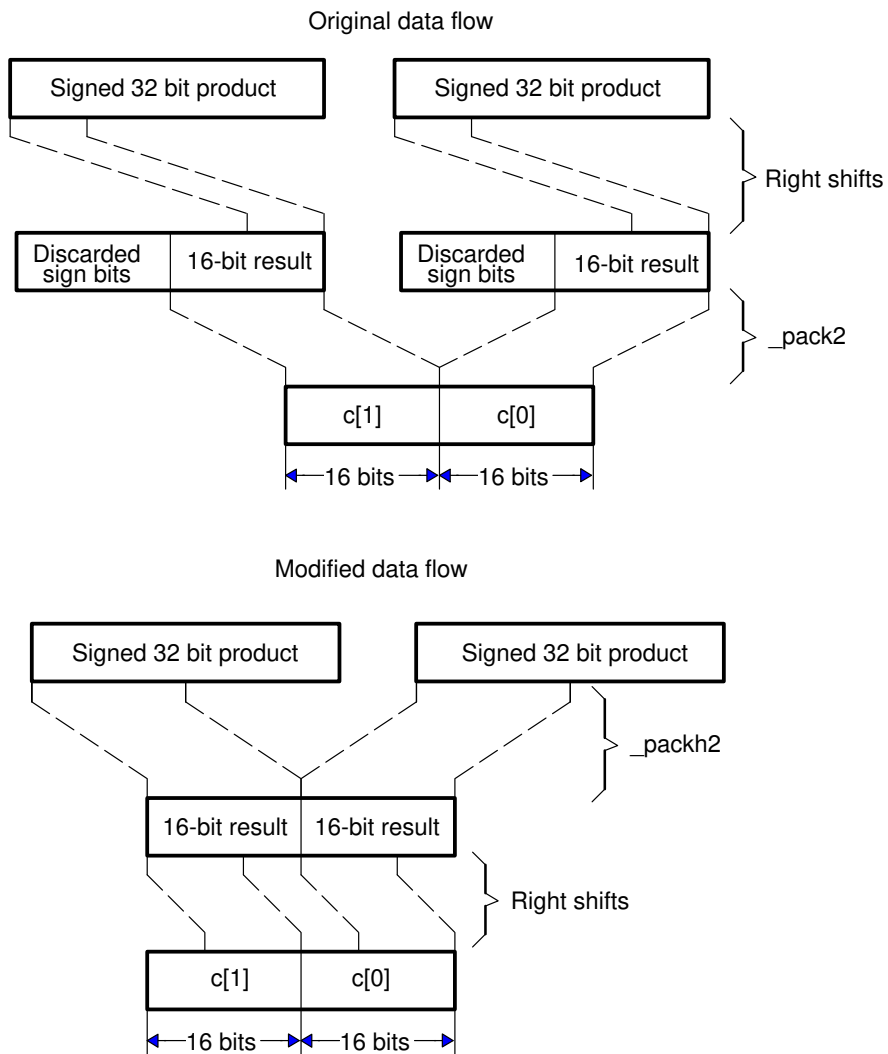 Original data flow
Signed 32 bit product
Signed 32 bit product
Right shifts
Discarded
sign bits
16-bit result
Discarded
sign bits
16-bit result
_pack2
c[1]
c[0]
16 bits
16 bits
Modified data flow
Signed 32 bit product
Signed 32 bit product
_packh2
16-bit result
16-bit result
Right shifts
c[1]
c[0]
16 bits
16 bits